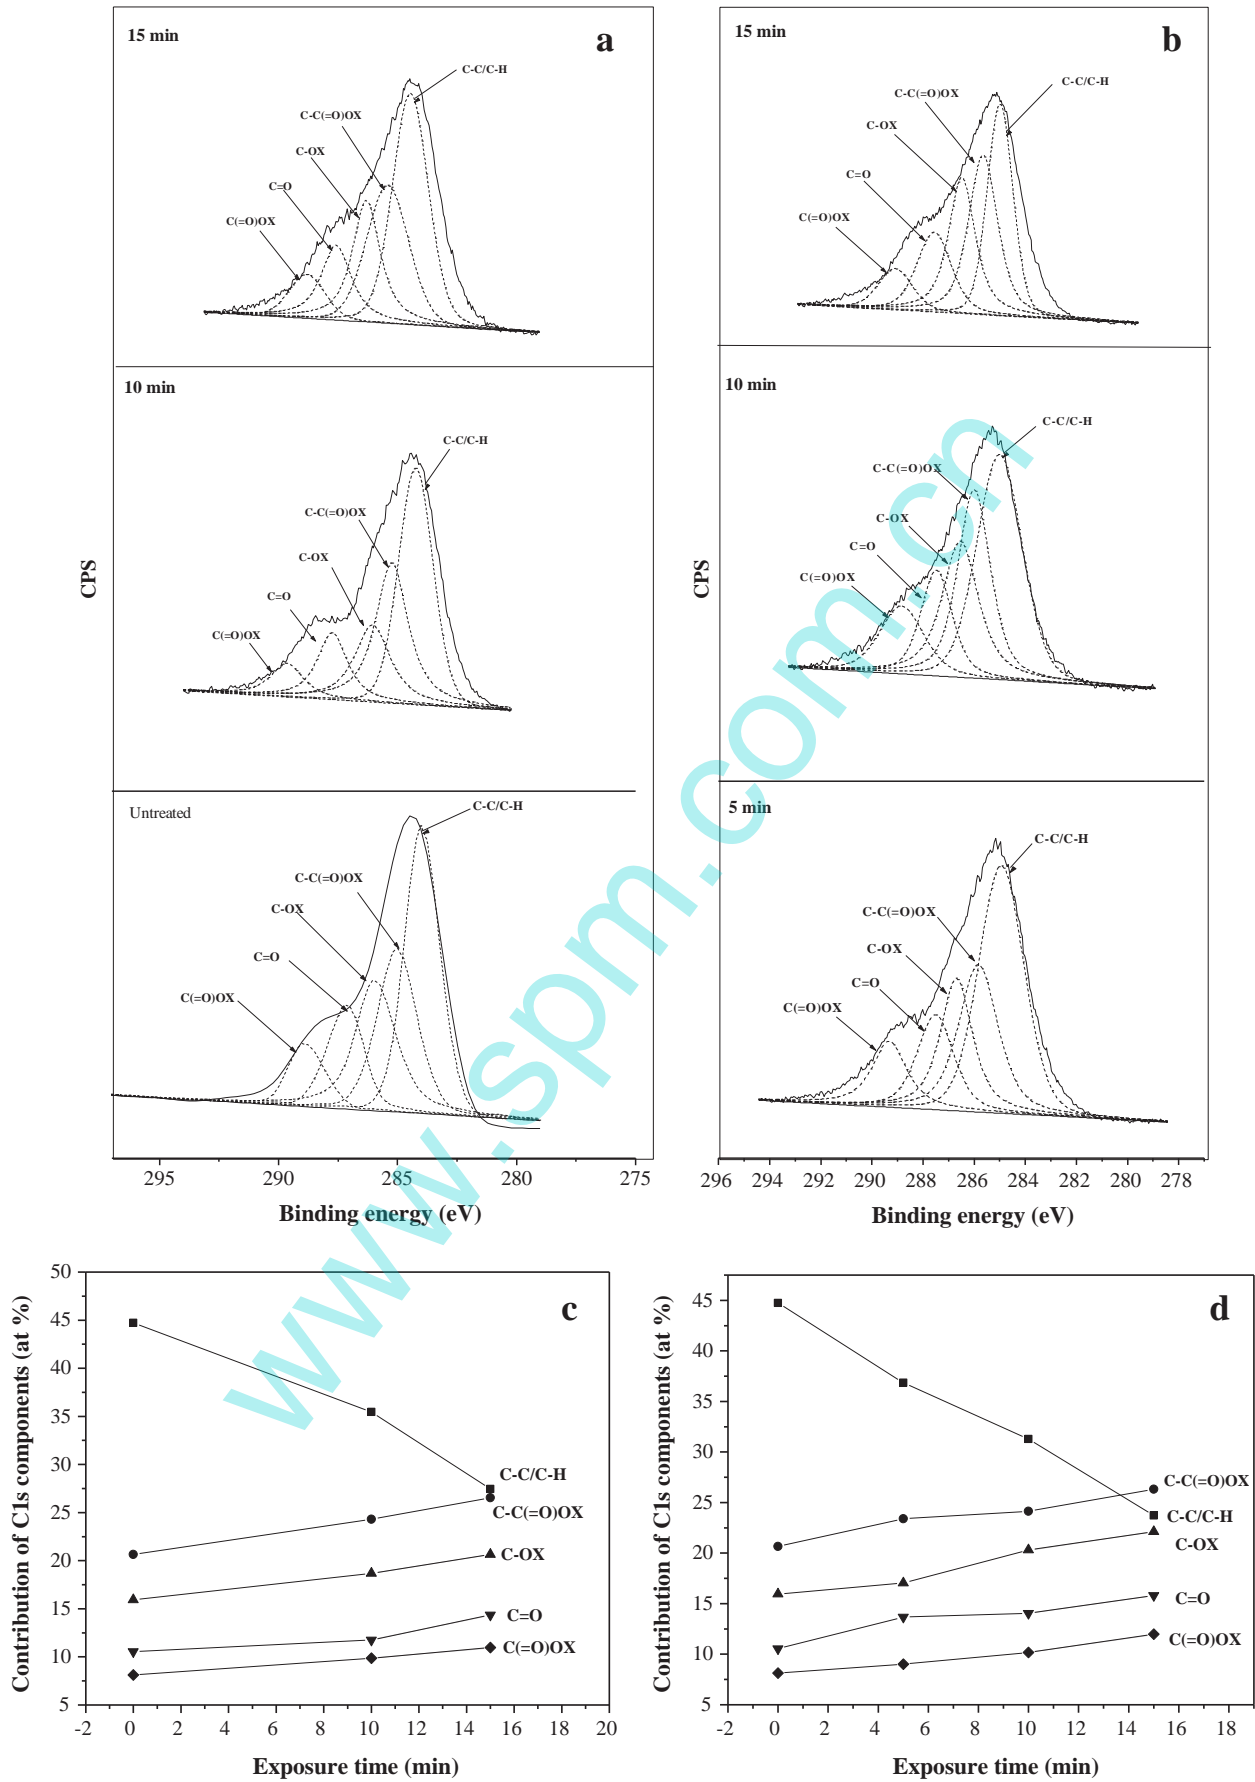 15 min
a
C-C/C-H
C-C(=O)OX
C-OX
C=O
C(=O)OX
10 min
C-C/C-H
C-C(=O)OX
C-OX
C=O
C(=O)OX
CPS
Untreated
C-C/C-H
C-C(=O)OX
C-OX
C=O
C(=O)OX
295 290 285 280 275
Binding energy (eV)
15 min
b
C-C/C-H
C-C(=O)OX
C-OX
C=O
C(=O)OX
10 min
C-C/C-H
C-C(=O)OX
C-OX
C=O
C(=O)OX
CPS
5 min
C-C/C-H
C-C(=O)OX
C-OX
C=O
C(=O)OX
296 294 292 290 288 286 284 282 280 278
Binding energy (eV)
www.spm.com.cn
c
Contribution of C1s components (at %)
50
45
40
35
30
25
20
15
10
5
C-C/C-H
C-C(=O)OX
C-OX
C=O
C(=O)OX
-2 0 2 4 6 8 10 12 14 16 18 20
Exposure time (min)
d
Contribution of C1s components (at %)
45
40
35
30
25
20
15
10
5
C-C(=O)OX
C-C/C-H
C-OX
C=O
C(=O)OX
-2 0 2 4 6 8 10 12 14 16 18
Exposure time (min)